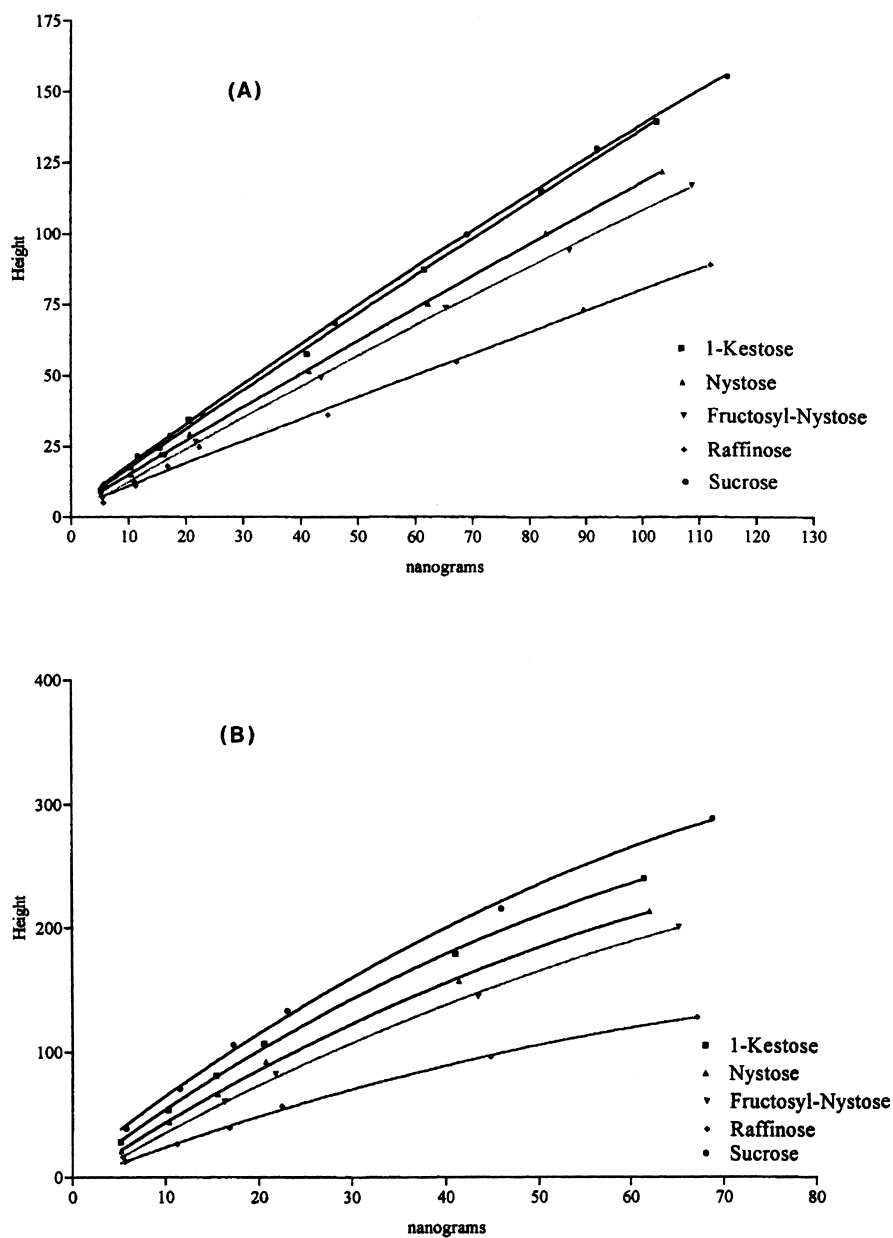 175
(A)
150
125
100
Height
75
1-Kestose
Nystose
50
Fructosyl-Nystose
Raffinose
25
Sucrose
0
0 10 20 30 40 50 60 70 80 90 100 110 120 130
nanograms
400
(B)
300
Height
200
100
1-Kestose
Nystose
Fructosyl-Nystose
Raffinose
Sucrose
0
0 10 20 30 40 50 60 70 80
nanograms